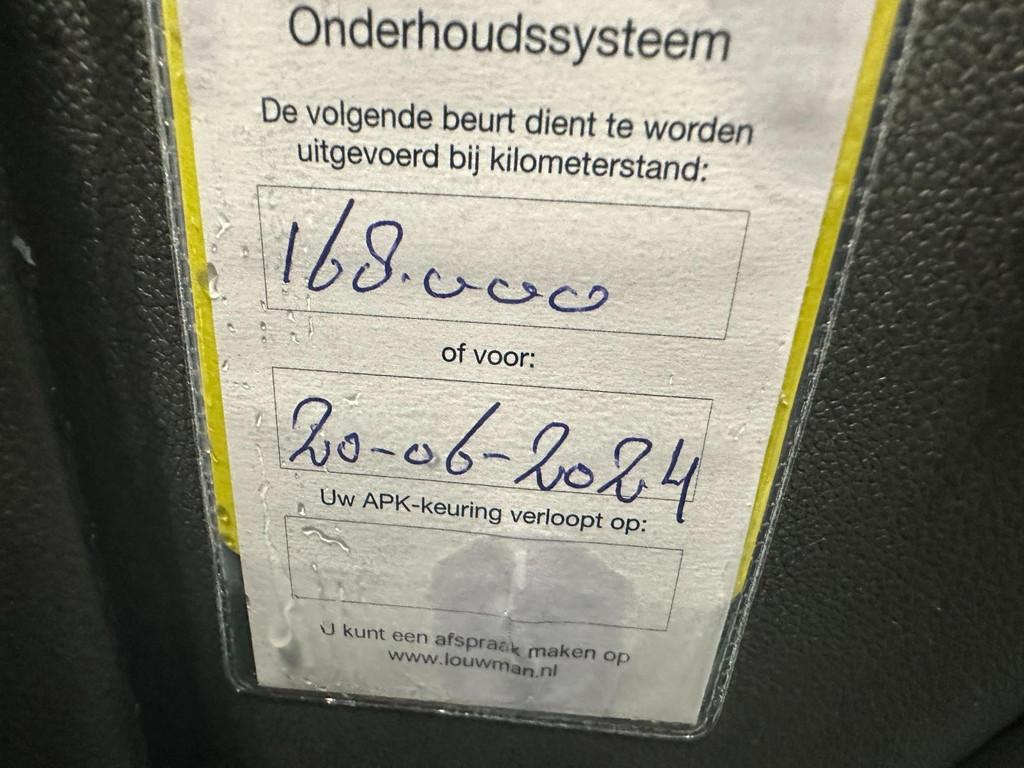 Onderhoudssysteem
De volgende beurt dient te worden
uitgevoerd bij kilometerstand:
168.000
of voor:
20-06-2024
Uw APK-keuring verloopt op:
U kunt een afspraak maken op
www.louwman.nl